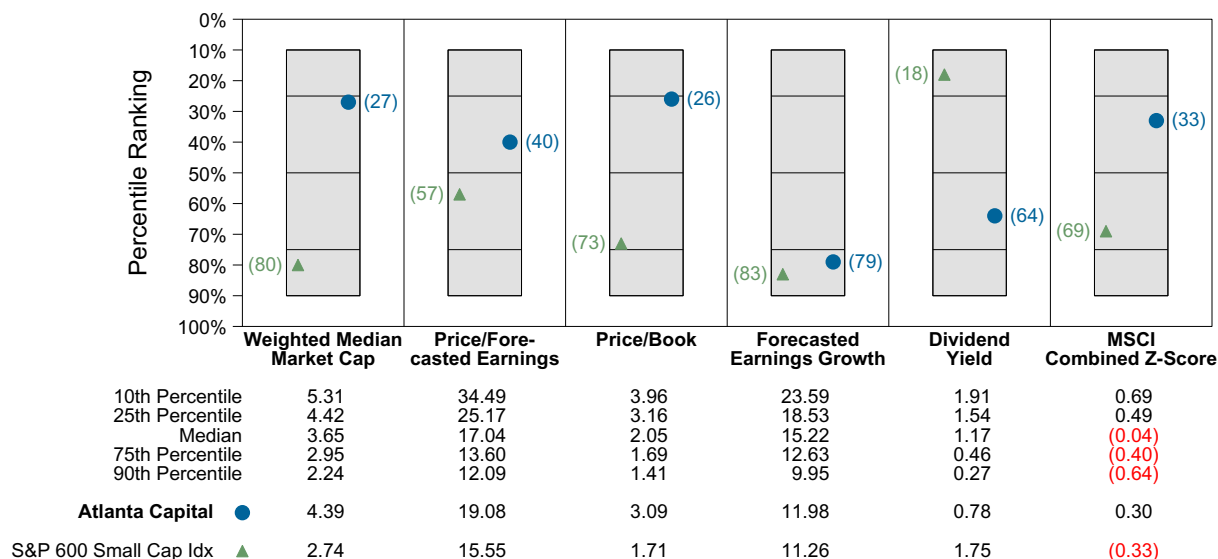 Percentile Ranking
0%
10%
20%
30%
40%
50%
60%
70%
80%
90%
100%
(80)
(27)
(57)
(40)
(73)
(26)
(83)
(79)
(18)
(64)
(69)
(33)
Weighted Median
Market Cap
Price/Fore-
casted Earnings
Price/Book
Forecasted
Earnings Growth
Dividend
Yield
MSCI
Combined Z-Score
10th Percentile 5.31 34.49 3.96 23.59 1.91 0.69
25th Percentile 4.42 25.17 3.16 18.53 1.54 0.49
Median 3.65 17.04 2.05 15.22 1.17 (0.04)
75th Percentile 2.95 13.60 1.69 12.63 0.46 (0.40)
90th Percentile 2.24 12.09 1.41 9.95 0.27 (0.64)
Atlanta Capital 4.39 19.08 3.09 11.98 0.78 0.30
S&P 600 Small Cap Idx 2.74 15.55 1.71 11.26 1.75 (0.33)